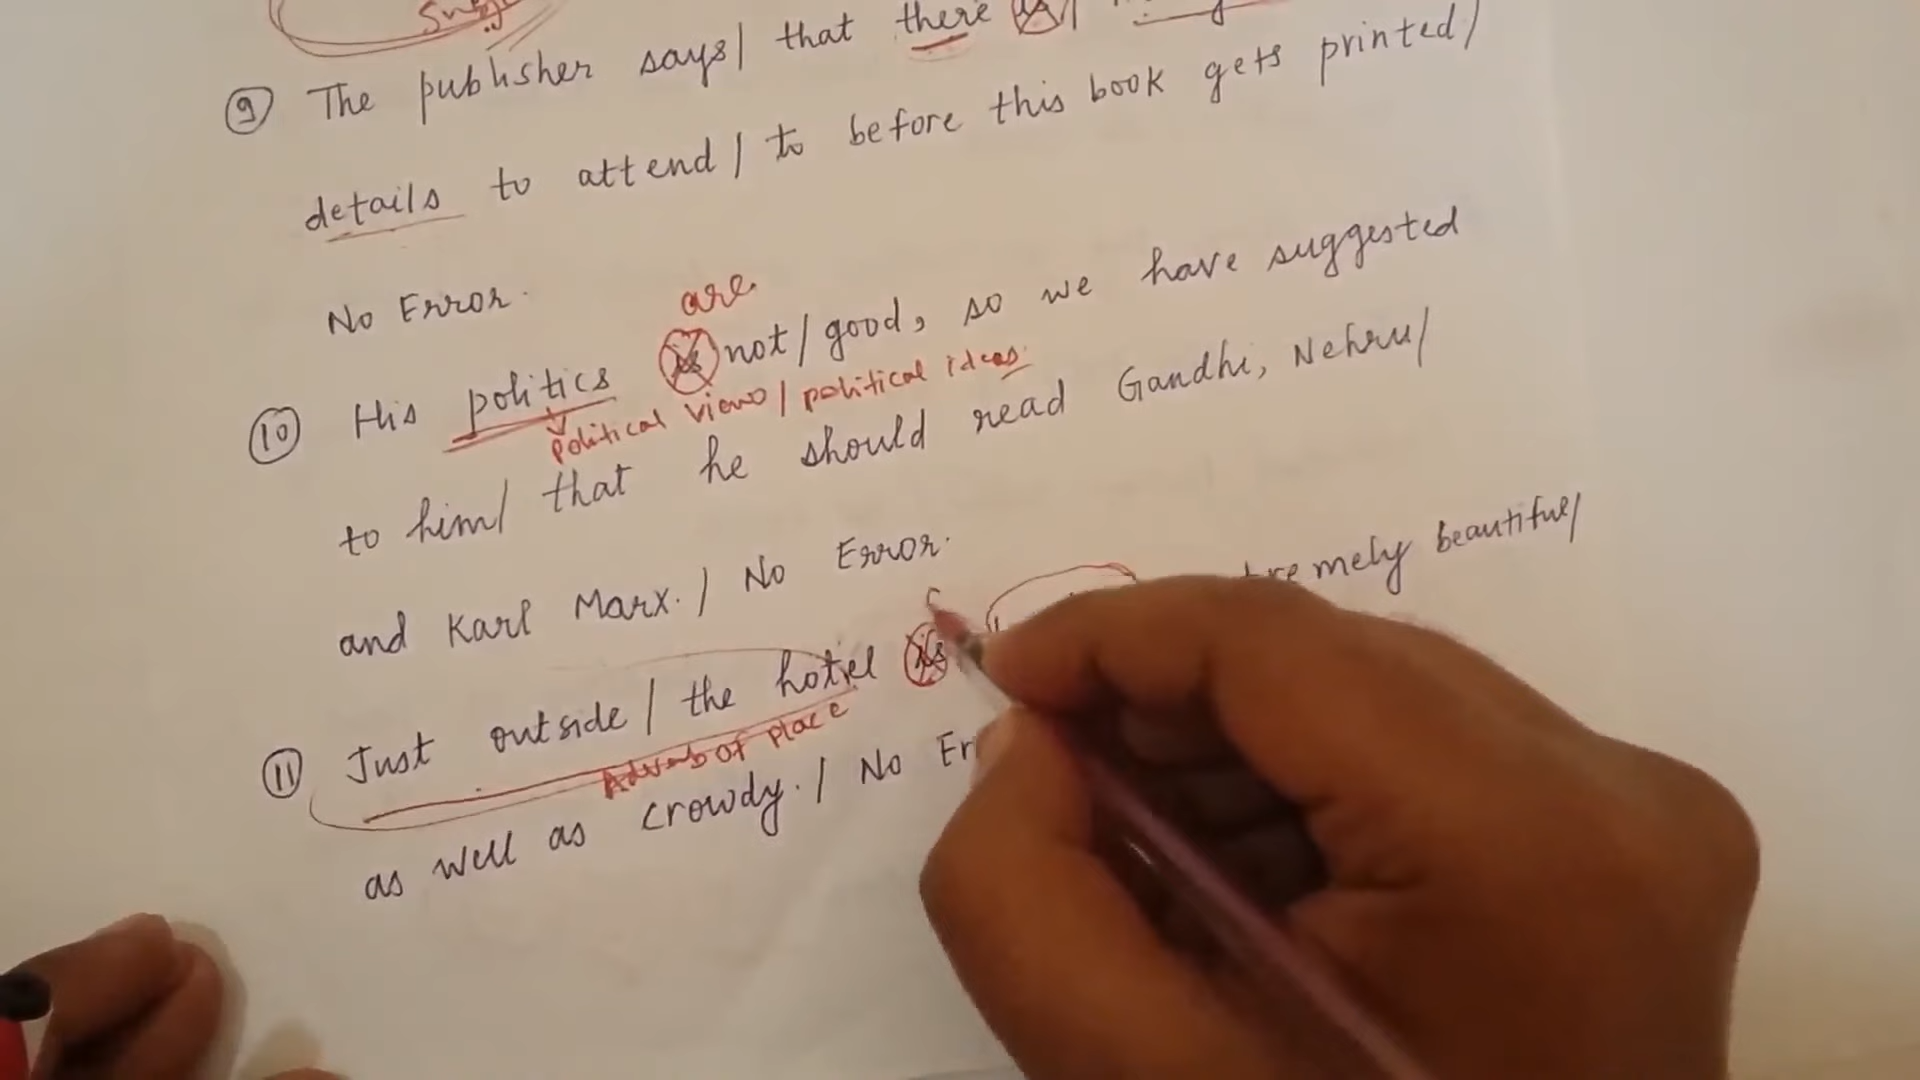 ⑨ The publisher says/ that there is/
details to attend/ to before this book gets printed/
No Error.
are
⑩ His politics is not/ good, so we have suggested
political views/ political ideas
to him/ that he should read Gandhi, Nehru/
and Karl Marx./ No Error.
⑪ Just outside/ the hotel is beautiful/
Adverb of place
as well as crowdy./ No